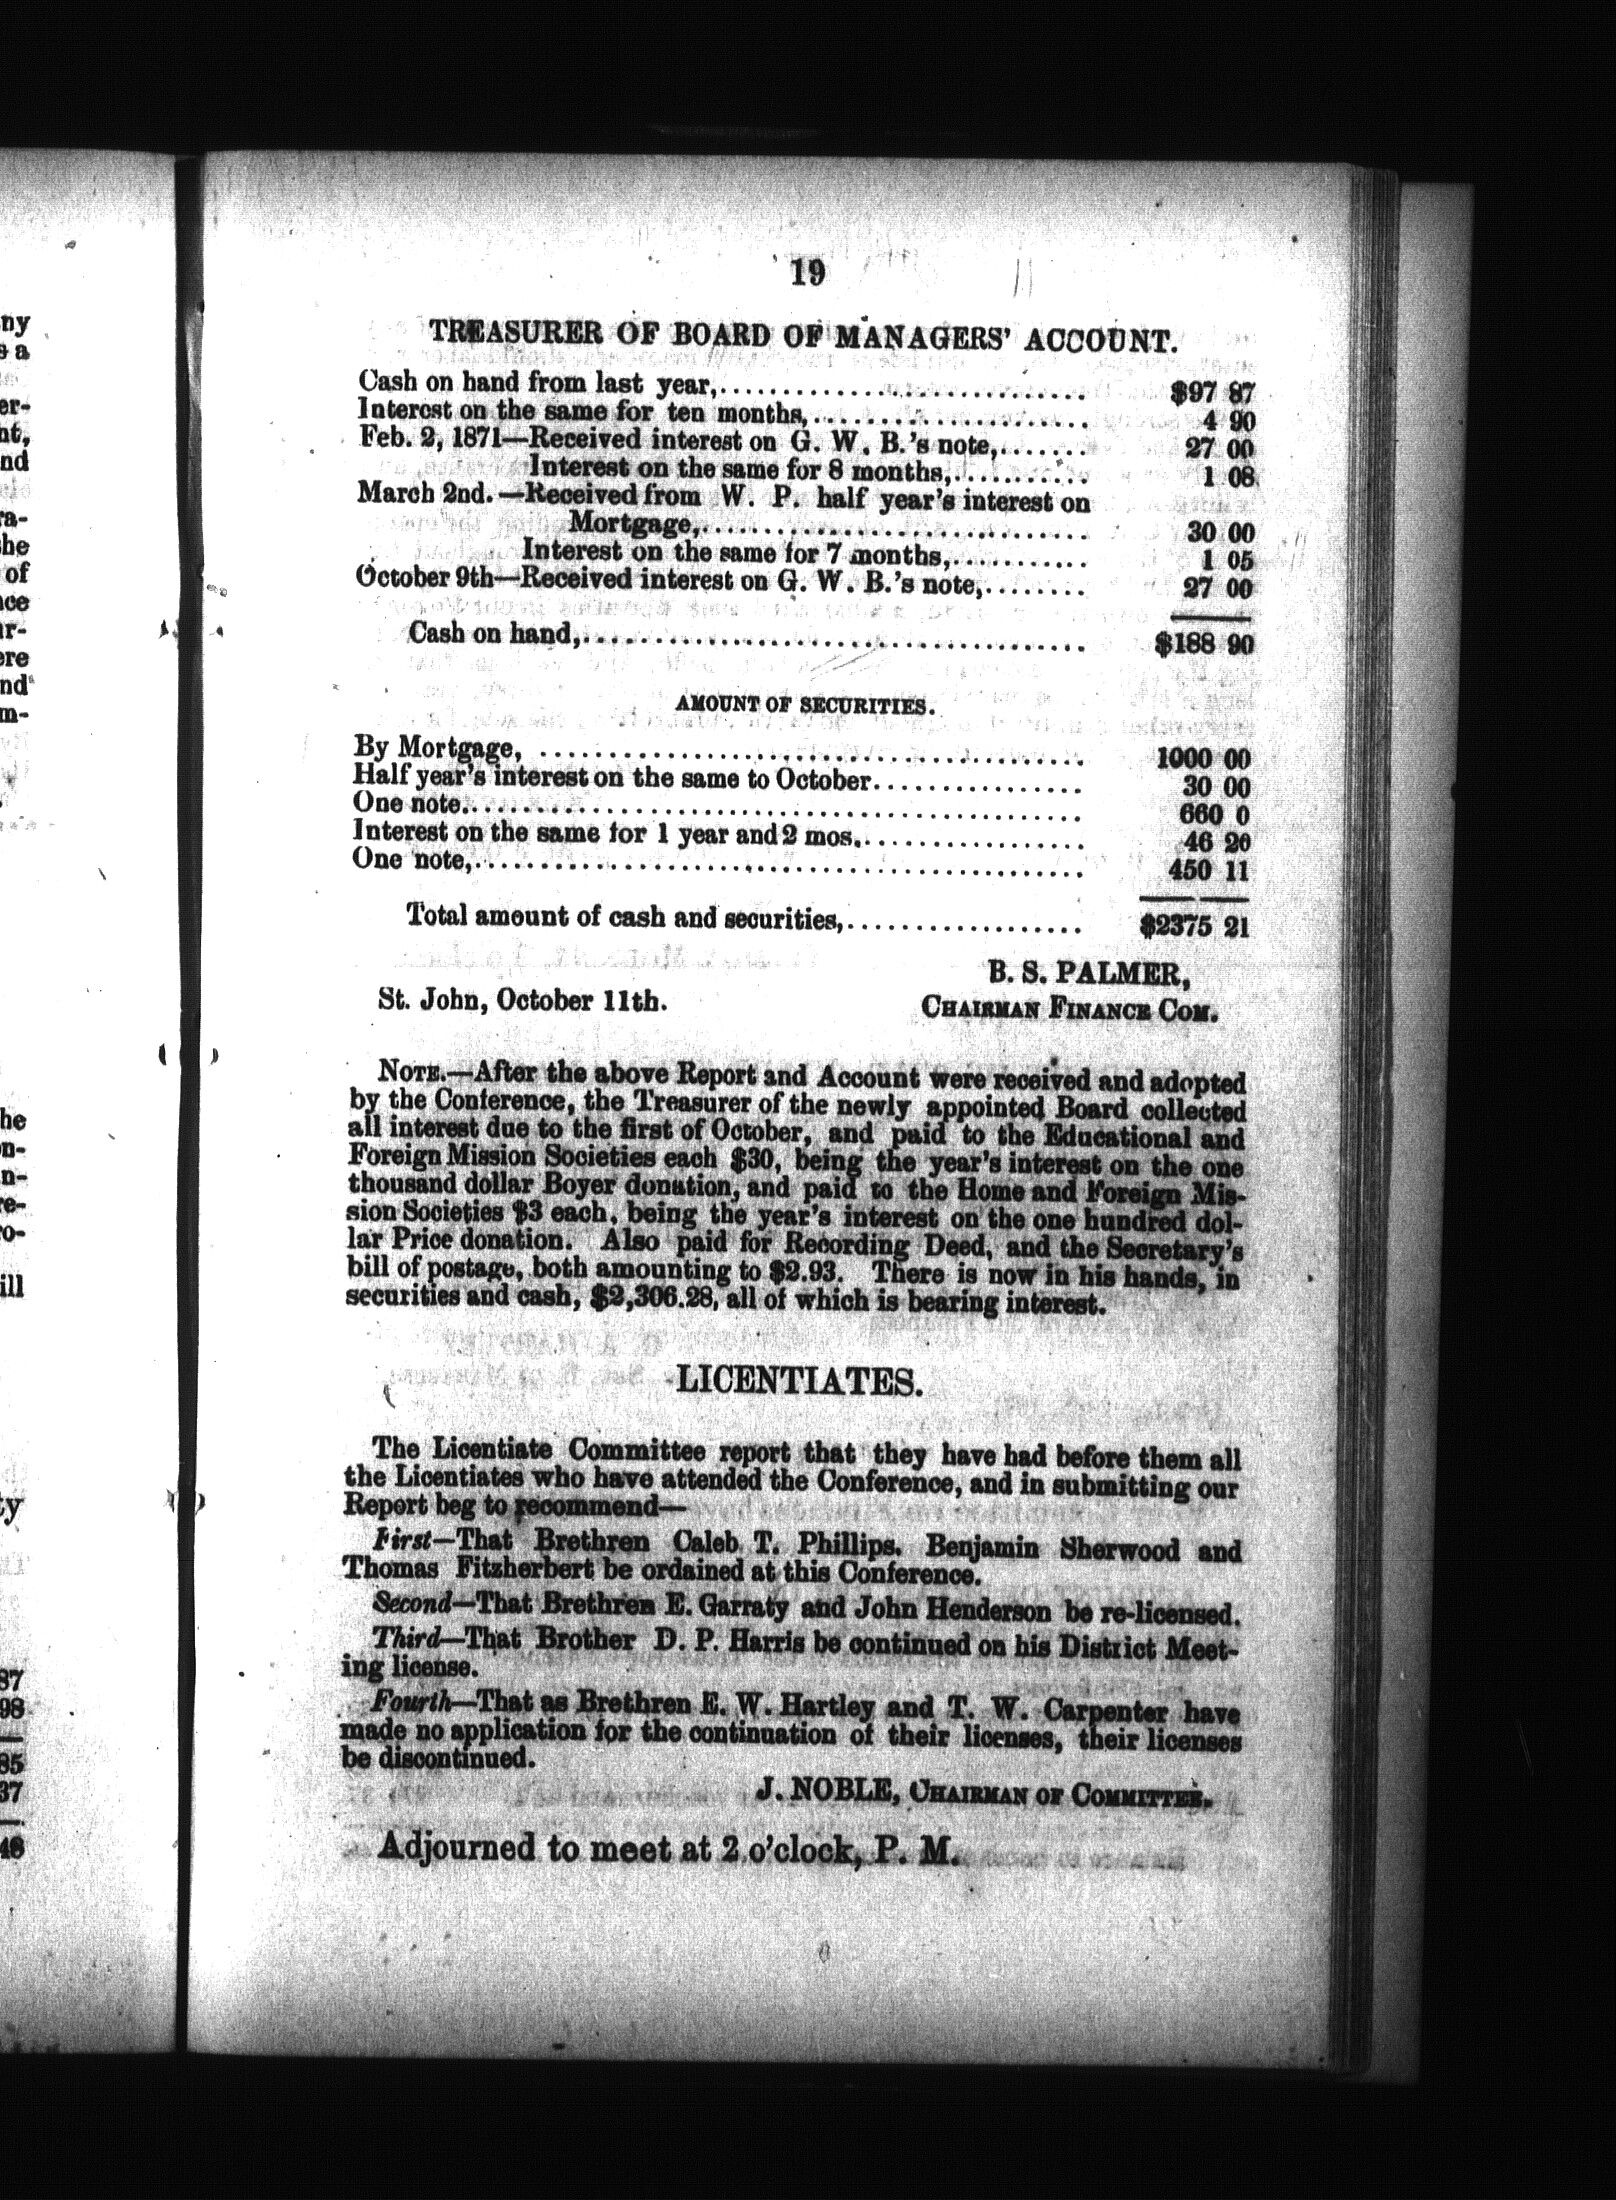 19
TREASURER OF BOARD OF MANAGERS' ACCOUNT.
Cash on hand from last year,.............................. $97 87
Interest on the same for ten months,....................... 4 90
Feb. 2, 1871—Received interest on G. W. B.'s note,....... 27 00
Interest on the same for 8 months,........... 1 08
March 2nd.—Received from W. P. half year's interest on
Mortgage,................................ 30 00
Interest on the same for 7 months,........... 1 05
October 9th—Received interest on G. W. B.'s note,........ 27 00
Cash on hand,.......................................... $188 90
AMOUNT OF SECURITIES.
By Mortgage, ............................................. 1000 00
Half year's interest on the same to October................ 30 00
One note................................................... 660 0
Interest on the same for 1 year and 2 mos................... 46 20
One note,.................................................. 450 11
Total amount of cash and securities,.................. $2375 21
B. S. PALMER,
St. John, October 11th. CHAIRMAN FINANCE COM.
NOTE.—After the above Report and Account were received and adopted
by the Conference, the Treasurer of the newly appointed Board collected
all interest due to the first of October, and paid to the Educational and
Foreign Mission Societies each $30, being the year's interest on the one
thousand dollar Boyer donation, and paid to the Home and Foreign Mis-
sion Societies $3 each, being the year's interest on the one hundred dol-
lar Price donation. Also paid for Recording Deed, and the Secretary's
bill of postage, both amounting to $2.93. There is now in his hands, in
securities and cash, $2,306.28, all of which is bearing interest.
LICENTIATES.
The Licentiate Committee report that they have had before them all
the Licentiates who have attended the Conference, and in submitting our
Report beg to recommend—
First—That Brethren Caleb T. Phillips. Benjamin Sherwood and
Thomas Fitzherbert be ordained at this Conference.
Second—That Brethren E. Garraty and John Henderson be re-licensed.
Third—That Brother D. P. Harris be continued on his District Meet-
ing license.
Fourth—That as Brethren E. W. Hartley and T. W. Carpenter have
made no application for the continuation of their licenses, their licenses
be discontinued.
J. NOBLE, CHAIRMAN OF COMMITTEE.
Adjourned to meet at 2 o'clock, P. M.